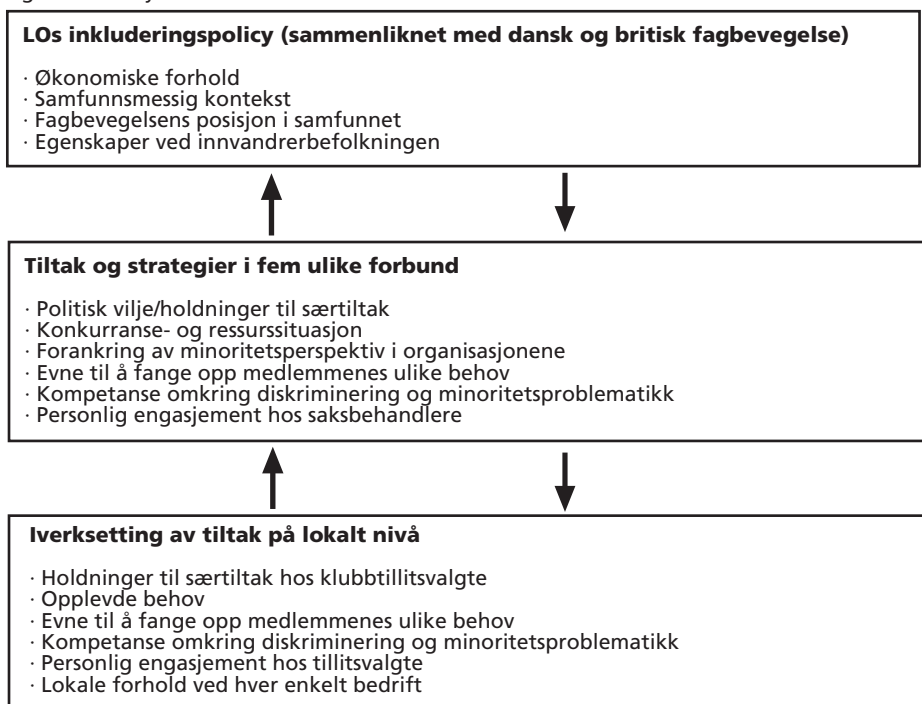 LOs inkluderingspolicy (sammenliknet med dansk og britisk fagbevegelse)
· Økonomiske forhold
· Samfunnsmessig kontekst
· Fagbevegelsens posisjon i samfunnet
· Egenskaper ved innvandrerbefolkningen
Tiltak og strategier i fem ulike forbund
· Politisk vilje/holdninger til særtiltak
· Konkurranse- og ressurssituasjon
· Forankring av minoritetsperspektiv i organisasjonene
· Evne til å fange opp medlemmenes ulike behov
· Kompetanse omkring diskriminering og minoritetsproblematikk
· Personlig engasjement hos saksbehandlere
Iverksetting av tiltak på lokalt nivå
· Holdninger til særtiltak hos klubbtillitsvalgte
· Opplevde behov
· Evne til å fange opp medlemmenes ulike behov
· Kompetanse omkring diskriminering og minoritetsproblematikk
· Personlig engasjement hos tillitsvalgte
· Lokale forhold ved hver enkelt bedrift